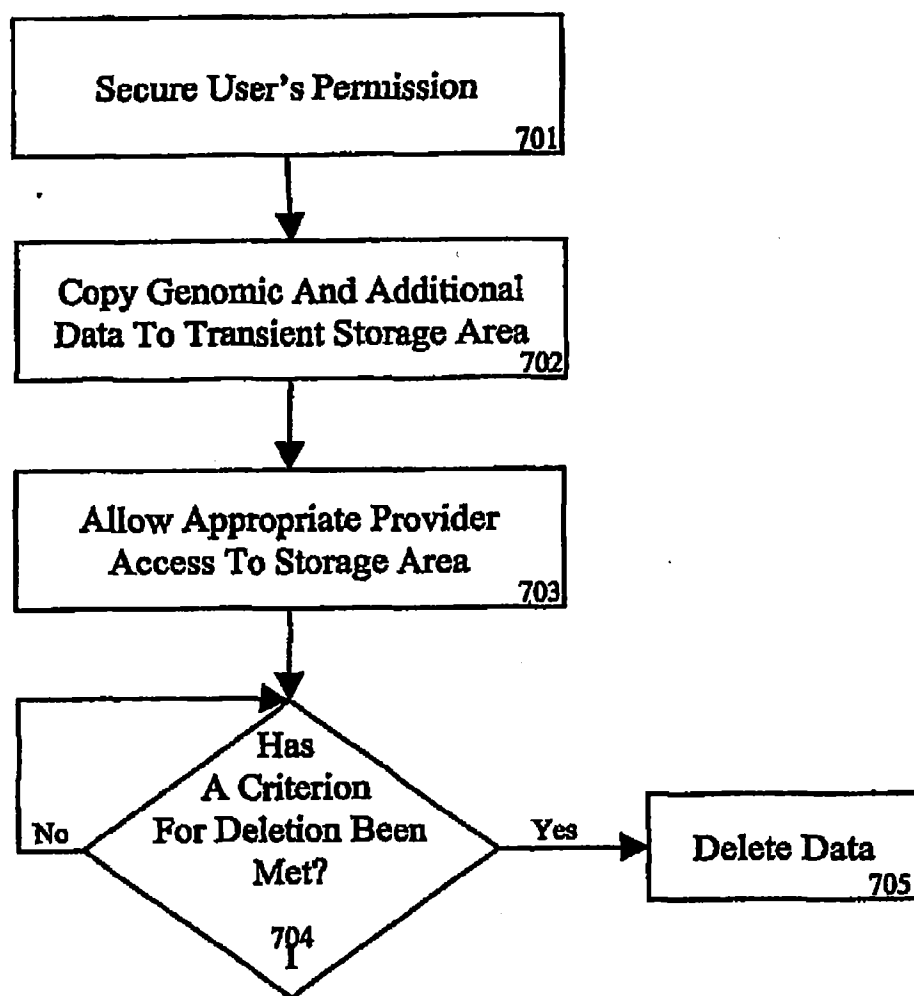 Secure User's Permission
701
Copy Genomic And Additional
Data To Transient Storage Area
702
Allow Appropriate Provider
Access To Storage Area
703
Has
A Criterion
For Deletion Been
Met?
704
No
Yes
Delete Data
705